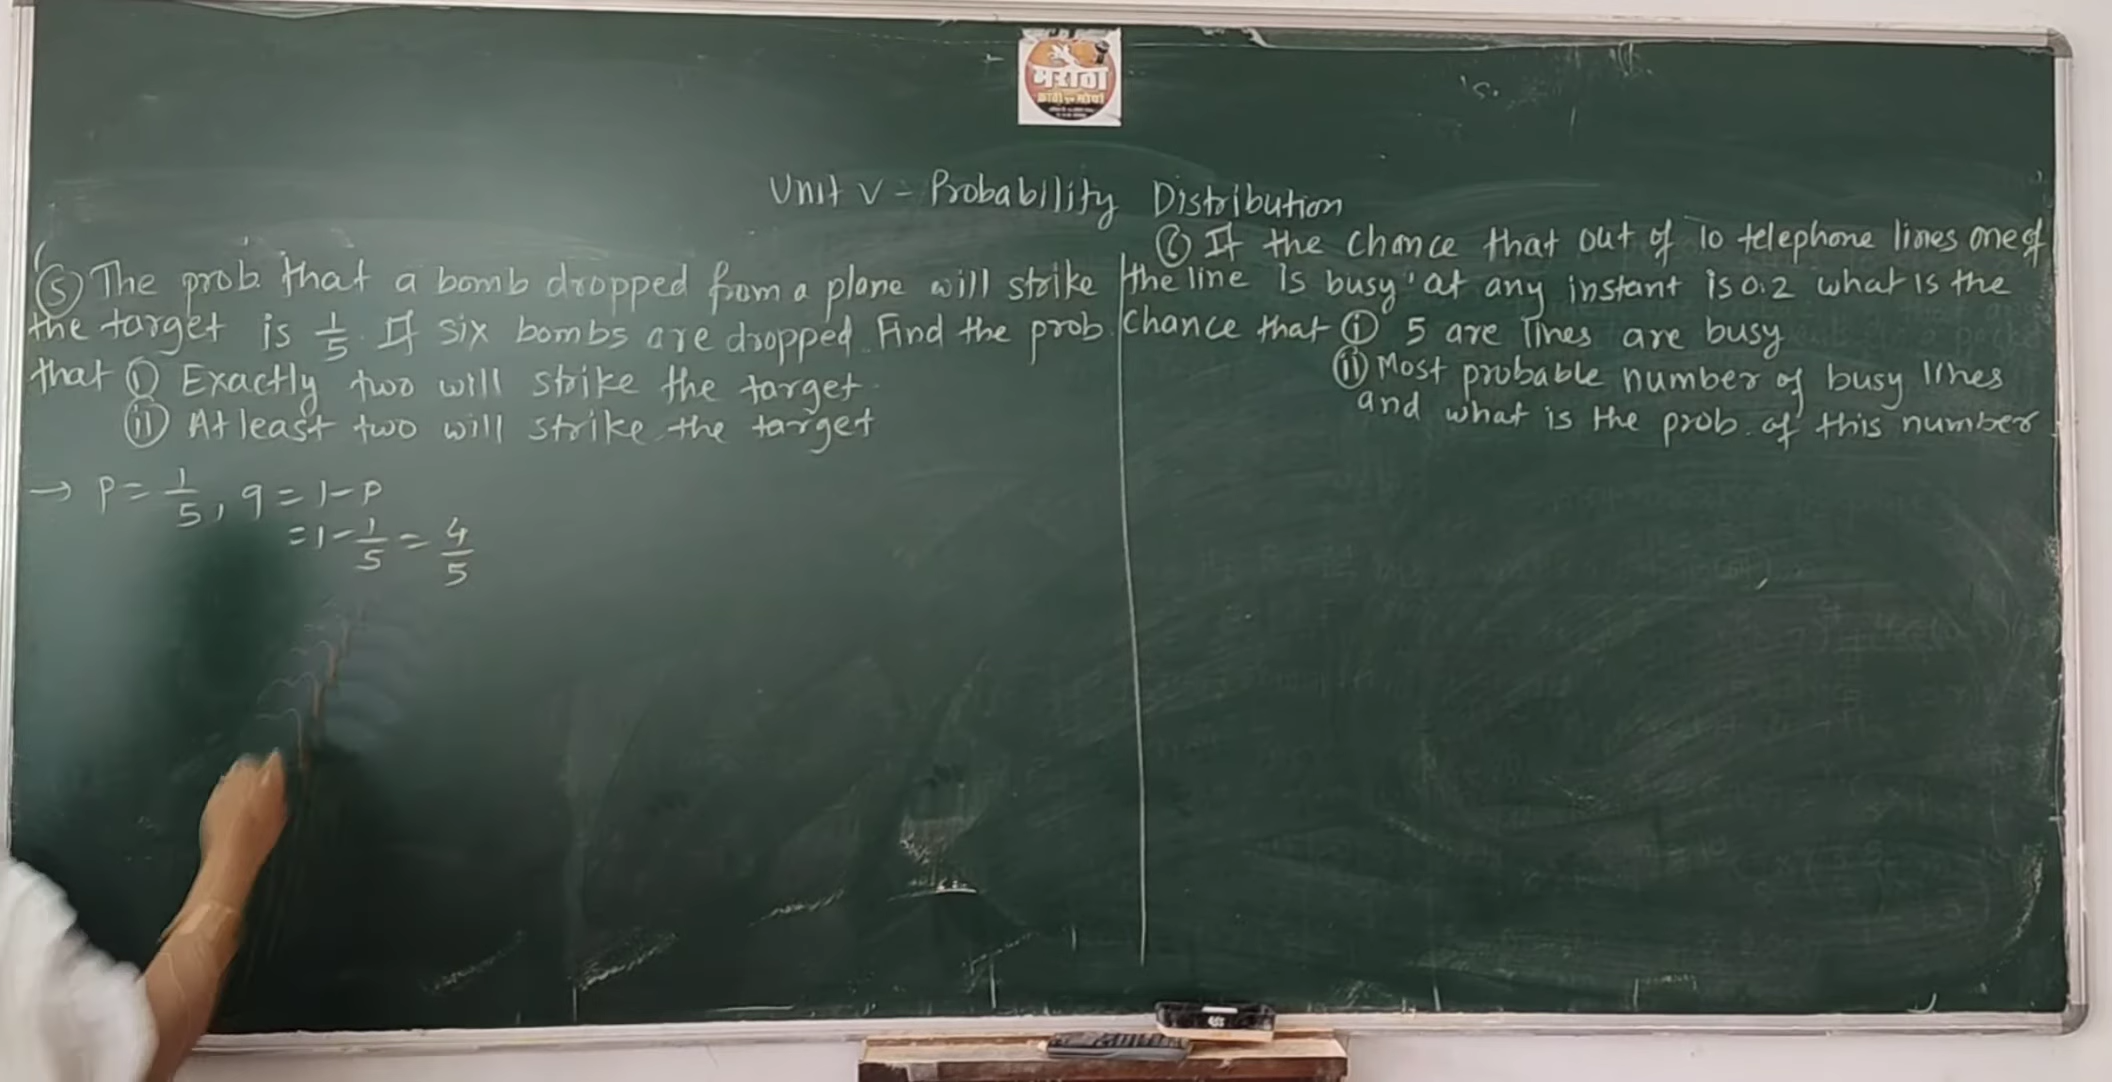 मराठा
क्रांती मोर्चा
Unit V - Probability Distribution
⑤ The prob. that a bomb dropped from a plane will strike
the target is 1/5. If six bombs are dropped. Find the prob.
that ⓘ Exactly two will strike the target.
ⓘⓘ Atleast two will strike the target
→ P = 1/5, q = 1-P
= 1 - 1/5 = 4/5
⑥ If the chance that out of 10 telephone lines one of
the line is busy at any instant is 0.2 what is the
chance that ⓘ 5 are lines are busy
ⓘⓘ Most probable number of busy lines
and what is the prob. of this number